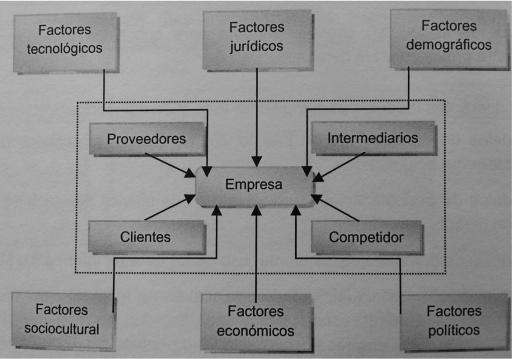 Factores
tecnológicos
Factores
jurídicos
Factores
demográficos
Proveedores
Intermediarios
Empresa
Clientes
Competidor
Factores
sociocultural
Factores
económicos
Factores
políticos